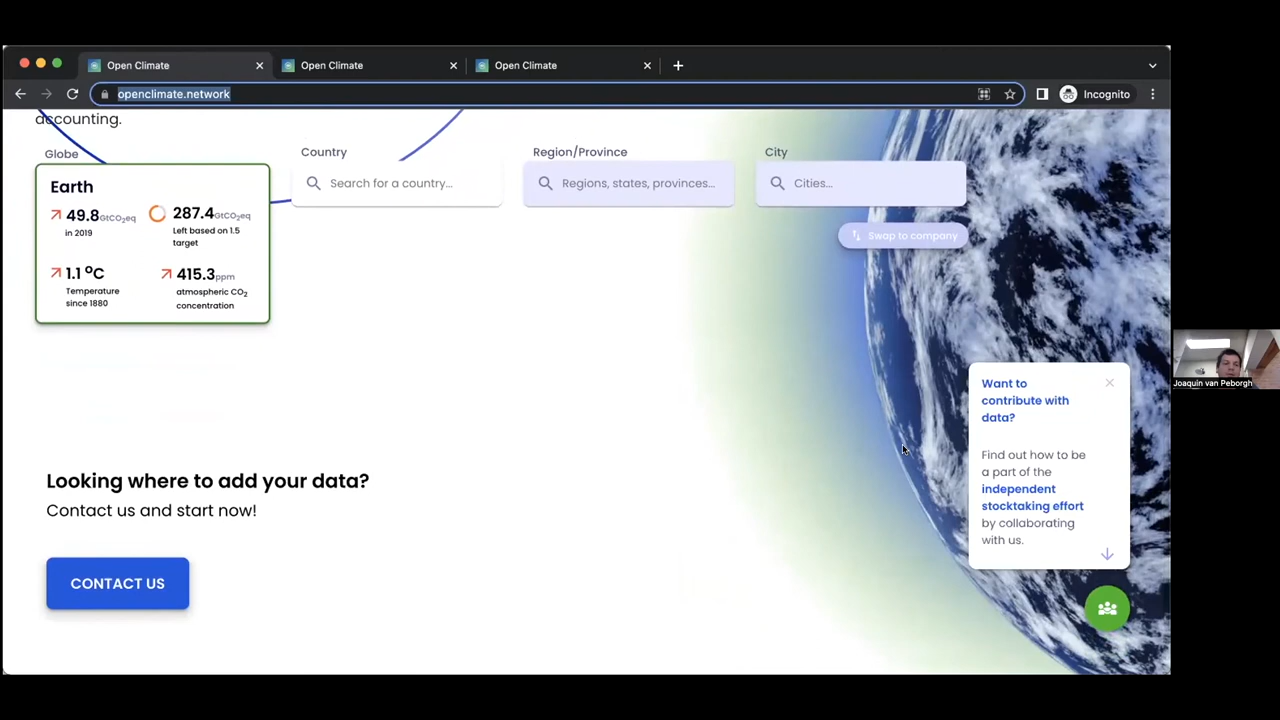 Open Climate
Open Climate
Open Climate
openclimate.network
Incognito
accounting.
Globe
Country
Region/Province
City
Earth
49.8GtCO₂eq
in 2019
287.4GtCO₂eq
Left based on 1.5
target
1.1 ºC
Temperature
since 1880
415.3ppm
atmospheric CO₂
concentration
Search for a country...
Regions, states, provinces...
Cities...
Swap to company
Want to
contribute with
data?
Find out how to be
a part of the
independent
stocktaking effort
by collaborating
with us.
Joaquin van Peborgh
Looking where to add your data?
Contact us and start now!
CONTACT US